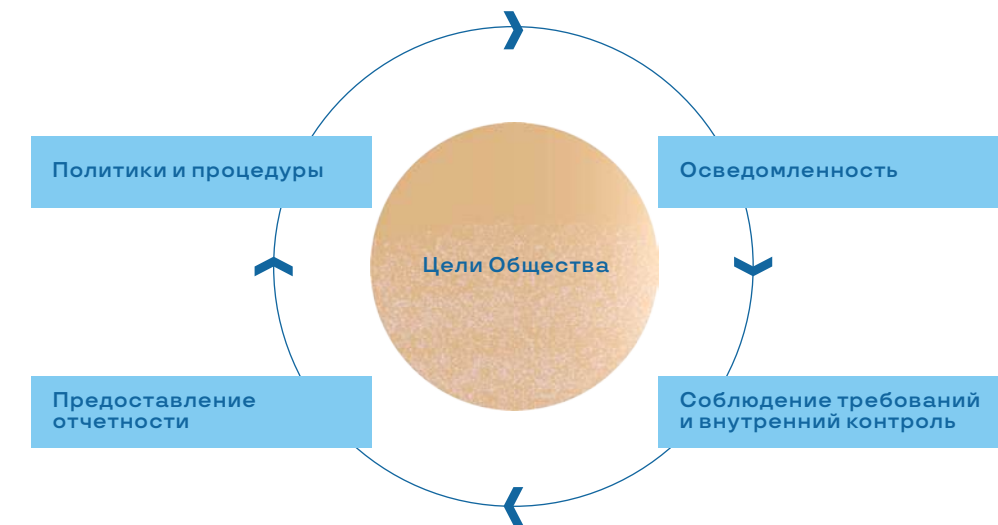 Политики и процедуры
Осведомленность
Цели Общества
Предоставление
отчетности
Соблюдение требований
и внутренний контроль